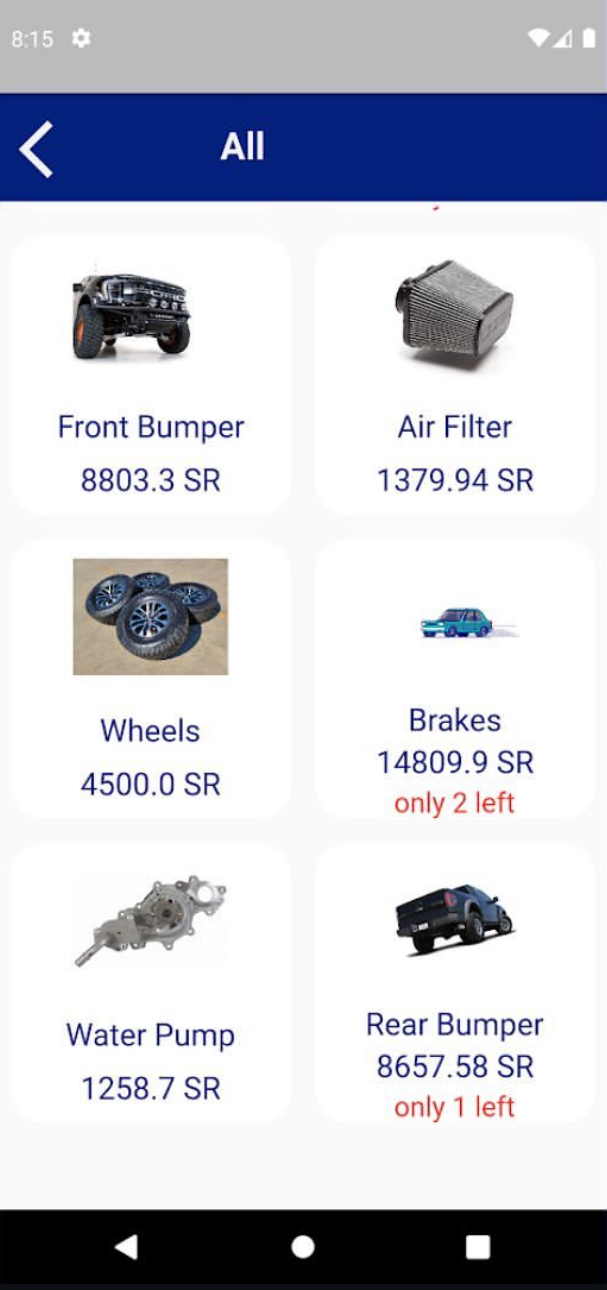 8:15
All
Front Bumper
8803.3 SR
Air Filter
1379.94 SR
Wheels
4500.0 SR
Brakes
14809.9 SR
only 2 left
Water Pump
1258.7 SR
Rear Bumper
8657.58 SR
only 1 left